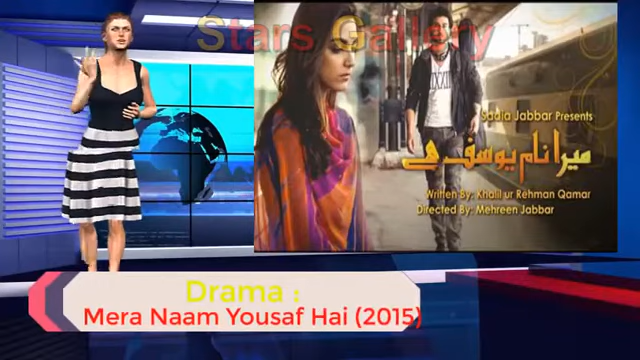 Stars Gallery
Sadia Jabbar Presents
میرا نام یوسف ہے
Written By: Khalil ur Rehman Qamar
Directed By: Mehreen Jabbar
Drama :
Mera Naam Yousaf Hai (2015)